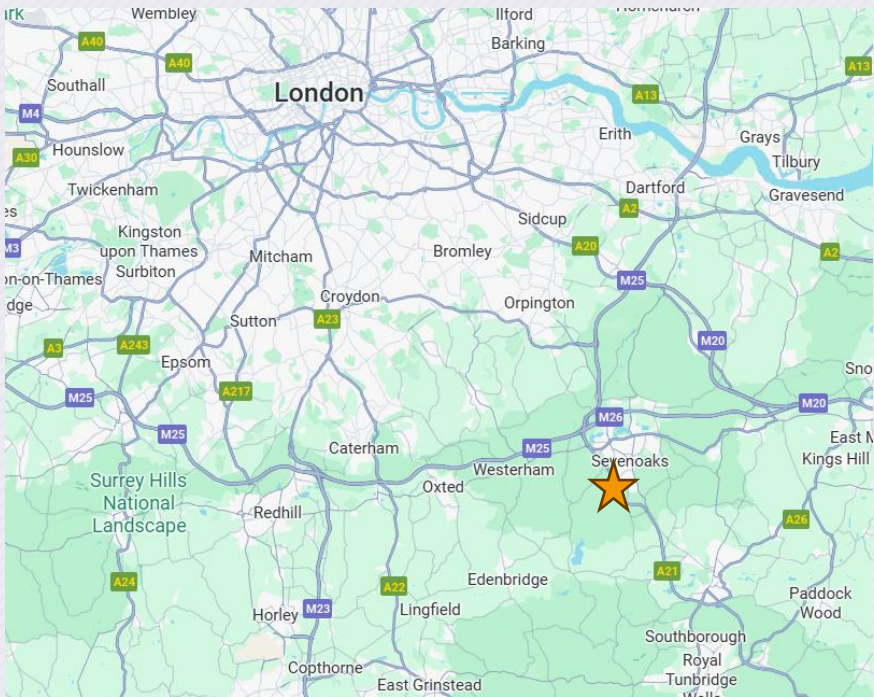 Wembley
Ilford
A40
Barking
A40
A13
Southall
London
A13
M4
Erith
Grays
Hounslow
A30
Tilbury
Twickenham
Dartford
Gravesend
A2
Sidcup
Kingston
upon Thames
Surbiton
M3
Mitcham
Bromley
A20
A2
M25
Croydon
Orpington
Sutton
A23
M20
A3
A243
Epsom
A217
M25
M20
M26
M25
Caterham
M25
Westerham
Sevenoaks
Kings Hill
Surrey Hills
National
Landscape
Oxted
Redhill
A26
A21
A24
A22
Edenbridge
Paddock
Wood
Horley
M23
Lingfield
Southborough
Copthorne
Royal
Tunbridge
Wells
East Grinstead